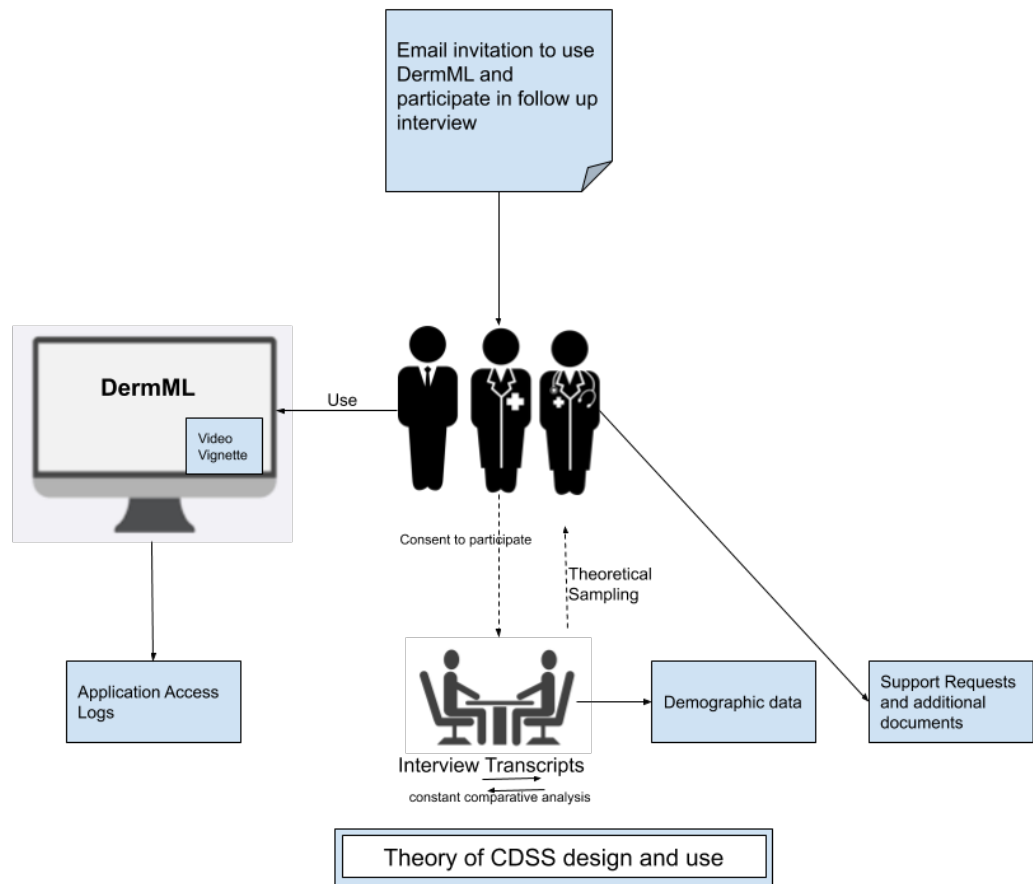 Email invitation to use
DermML and
participate in follow up
interview
DermML
Video
Vignette
Use
Consent to participate
Theoretical
Sampling
Application Access
Logs
Demographic data
Support Requests
and additional
documents
Interview Transcripts
constant comparative analysis
Theory of CDSS design and use